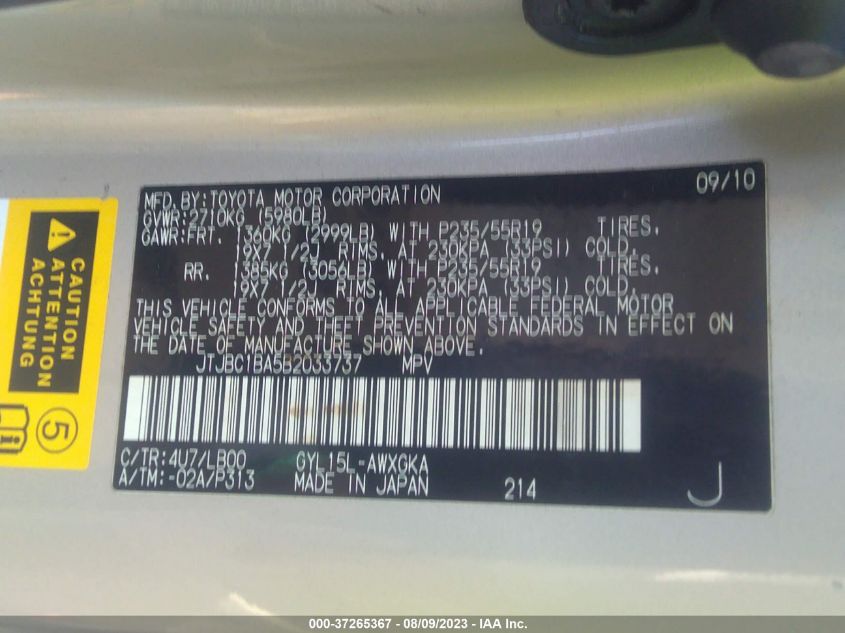 MFD. BY:TOYOTA MOTOR CORPORATION 09/10
GVWR:2710KG (5980LB)
GAWR:FRT. 1360KG (2999LB) WITH P235/55R19 TIRES,
19X7 1/2J RIMS, AT 230KPA (33PSI) COLD,
RR. 1385KG (3056LB) WITH P235/55R19 TIRES,
19X7 1/2J RIMS, AT 230KPA (33PSI) COLD.
THIS VEHICLE CONFORMS TO ALL APPLICABLE FEDERAL MOTOR
VEHICLE SAFETY AND THEFT PREVENTION STANDARDS IN EFFECT ON
THE DATE OF MANUFACTURE SHOWN ABOVE.
JTJBC1BA5B2033737 MPV
C/TR:4U7/LB00 GYL15L-AWXGKA
A/TM:-02A/P313 MADE IN JAPAN 214 J
CAUTION
ATTENTION
ACHTUNG
5
i
000-37265367 - 08/09/2023 - IAA Inc.